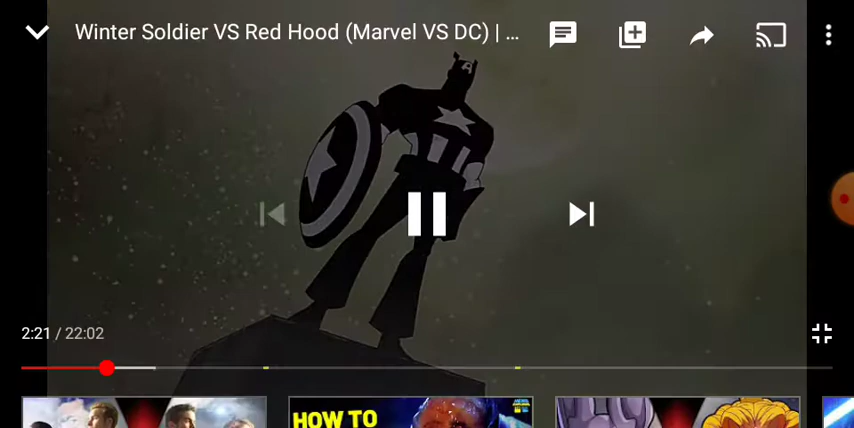 Winter Soldier VS Red Hood (Marvel VS DC) | ...
2:21 / 22:02
HOW TO